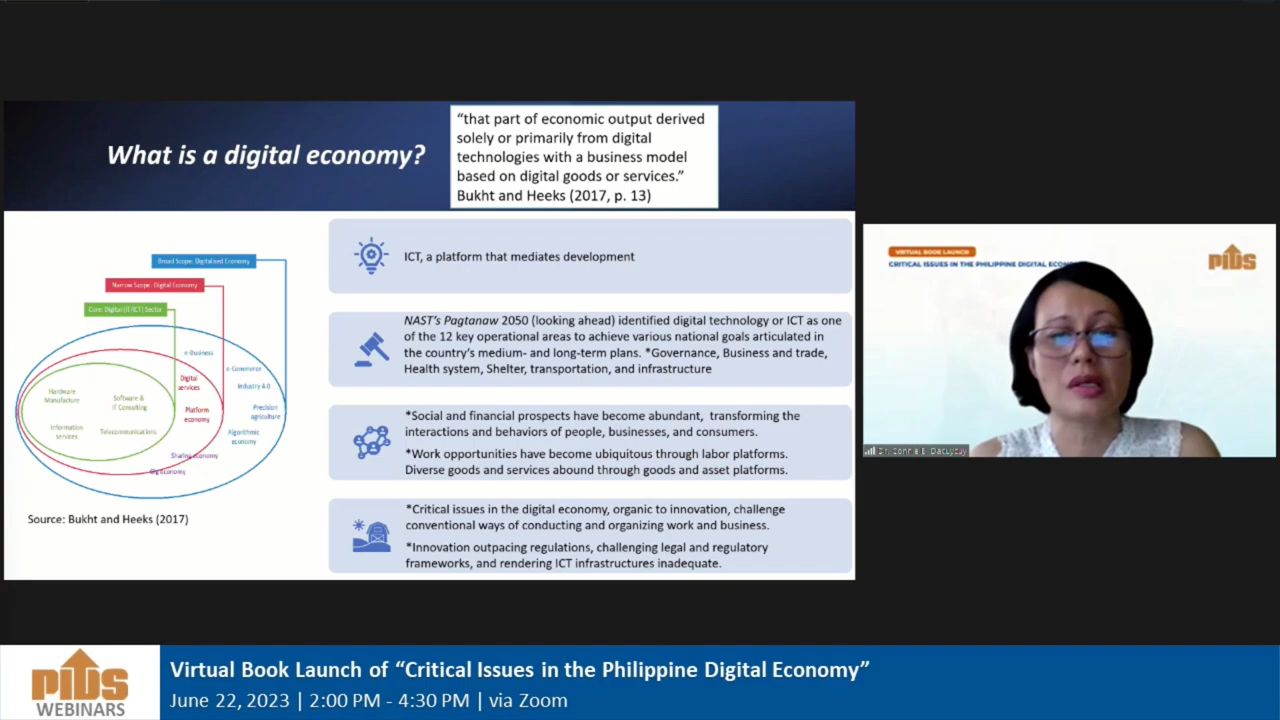 What is a digital economy?
“that part of economic output derived
solely or primarily from digital
technologies with a business model
based on digital goods or services.”
Bukht and Heeks (2017, p. 13)
Broad Scope: Digitalised Economy
Narrow Scope: Digital Economy
Core: Digital (IT/ICT) Sector
e-Business
e-Commerce
Digital
services
Industry 4.0
Hardware
Manufacture
Software &
IT Consulting
Platform
economy
Precision
agriculture
Information
services
Telecommunications
Algorithmic
economy
Sharing economy
Gig economy
Source: Bukht and Heeks (2017)
ICT, a platform that mediates development
NAST’s Pagtanaw 2050 (looking ahead) identified digital technology or ICT as one
of the 12 key operational areas to achieve various national goals articulated in
the country’s medium- and long-term plans. *Governance, Business and trade,
Health system, Shelter, transportation, and infrastructure
*Social and financial prospects have become abundant, transforming the
interactions and behaviors of people, businesses, and consumers.
*Work opportunities have become ubiquitous through labor platforms.
Diverse goods and services abound through goods and asset platforms.
*Critical issues in the digital economy, organic to innovation, challenge
conventional ways of conducting and organizing work and business.
*Innovation outpacing regulations, challenging legal and regulatory
frameworks, and rendering ICT infrastructures inadequate.
VIRTUAL BOOK LAUNCH
CRITICAL ISSUES IN THE PHILIPPINE DIGITAL
PIDS
Dr. Connie B. Dacuycuy
PIDS
WEBINARS
Virtual Book Launch of “Critical Issues in the Philippine Digital Economy”
June 22, 2023 | 2:00 PM - 4:30 PM | via Zoom